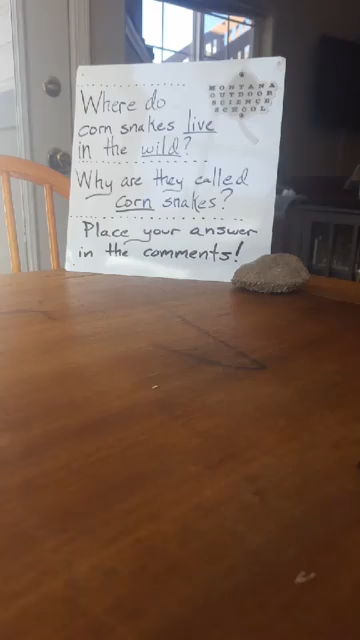 Where do
corn snakes live
in the wild?
Why are they called
corn snakes?
Place your answer
in the comments!
MONTANA
OUTDOOR
SCIENCE
SCHOOL